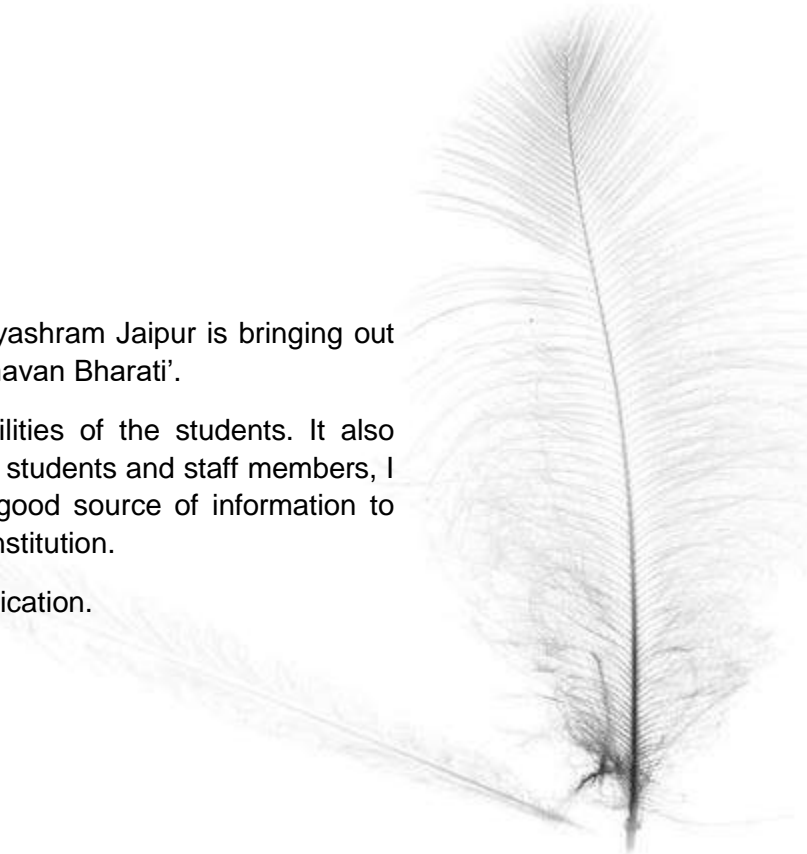 yashram Jaipur is bringing out
avan Bharati’.
ilities of the students. It also
students and staff members, I
good source of information to
nstitution.
ication.